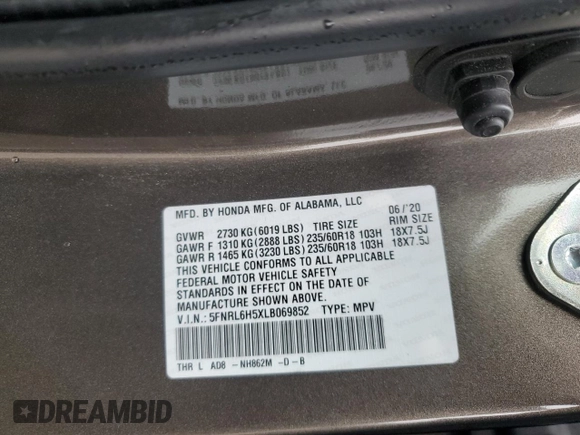 MFD. BY HONDA MFG. OF ALABAMA, LLC 06/'20
GVWR 2730 KG(6019 LBS) TIRE SIZE RIM SIZE
GAWR F 1310 KG(2888 LBS) 235/60R18 103H 18X7.5J
GAWR R 1465 KG(3230 LBS) 235/60R18 103H 18X7.5J
THIS VEHICLE CONFORMS TO ALL APPLICABLE
FEDERAL MOTOR VEHICLE SAFETY
STANDARDS IN EFFECT ON THE DATE OF
MANUFACTURE SHOWN ABOVE.
V.I.N.: 5FNRL6H5XLB069852 TYPE: MPV
THR L AD8 - NH862M -D-B
DREAMBID